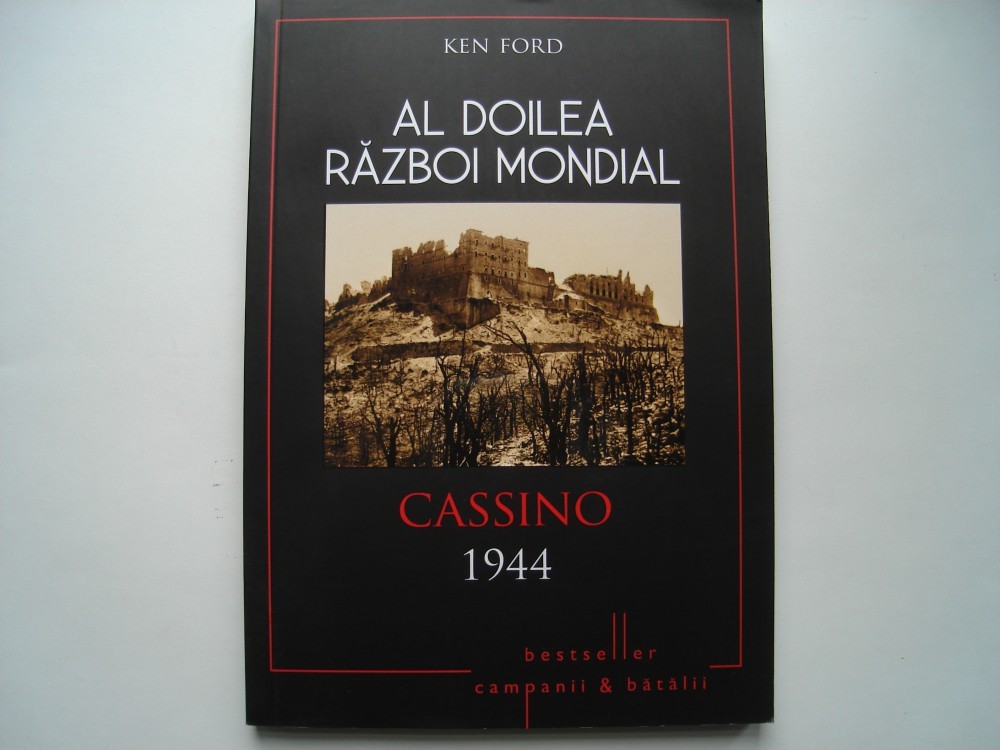 KEN FORD
AL DOILEA
RĂZBOI MONDIAL
CASSINO
1944
bestseller
campanii & bătălii